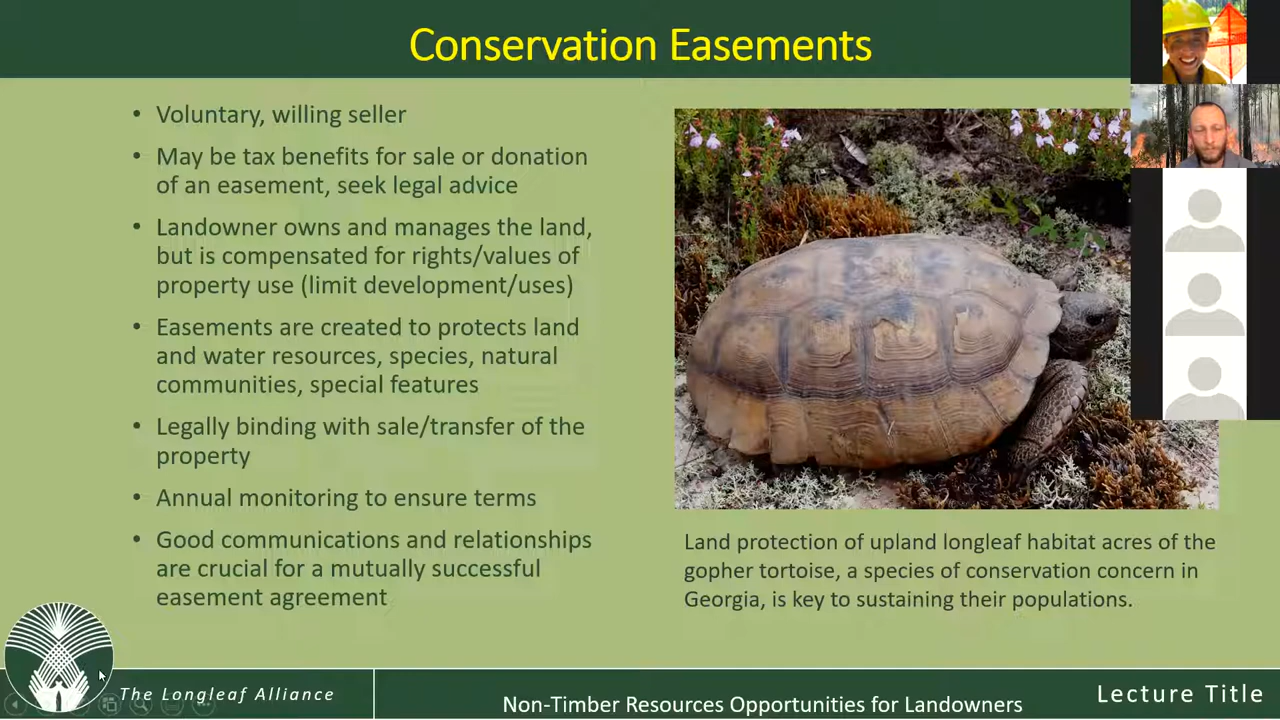 Conservation Easements
• Voluntary, willing seller
• May be tax benefits for sale or donation
of an easement, seek legal advice
• Landowner owns and manages the land,
but is compensated for rights/values of
property use (limit development/uses)
• Easements are created to protects land
and water resources, species, natural
communities, special features
• Legally binding with sale/transfer of the
property
• Annual monitoring to ensure terms
• Good communications and relationships
are crucial for a mutually successful
easement agreement
Land protection of upland longleaf habitat acres of the
gopher tortoise, a species of conservation concern in
Georgia, is key to sustaining their populations.
The Longleaf Alliance
Non-Timber Resources Opportunities for Landowners
Lecture Title